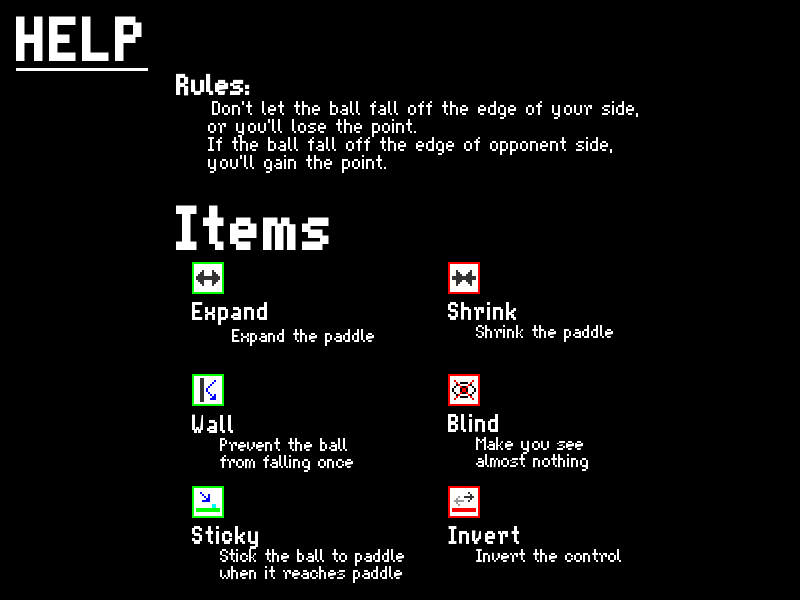 HELP
Rules:
Don't let the ball fall off the edge of your side,
or you'll lose the point.
If the ball fall off the edge of opponent side,
you'll gain the point.
Items
Expand
Expand the paddle
Shrink
Shrink the paddle
Wall
Prevent the ball
from falling once
Blind
Make you see
almost nothing
Sticky
Stick the ball to paddle
when it reaches paddle
Invert
Invert the control